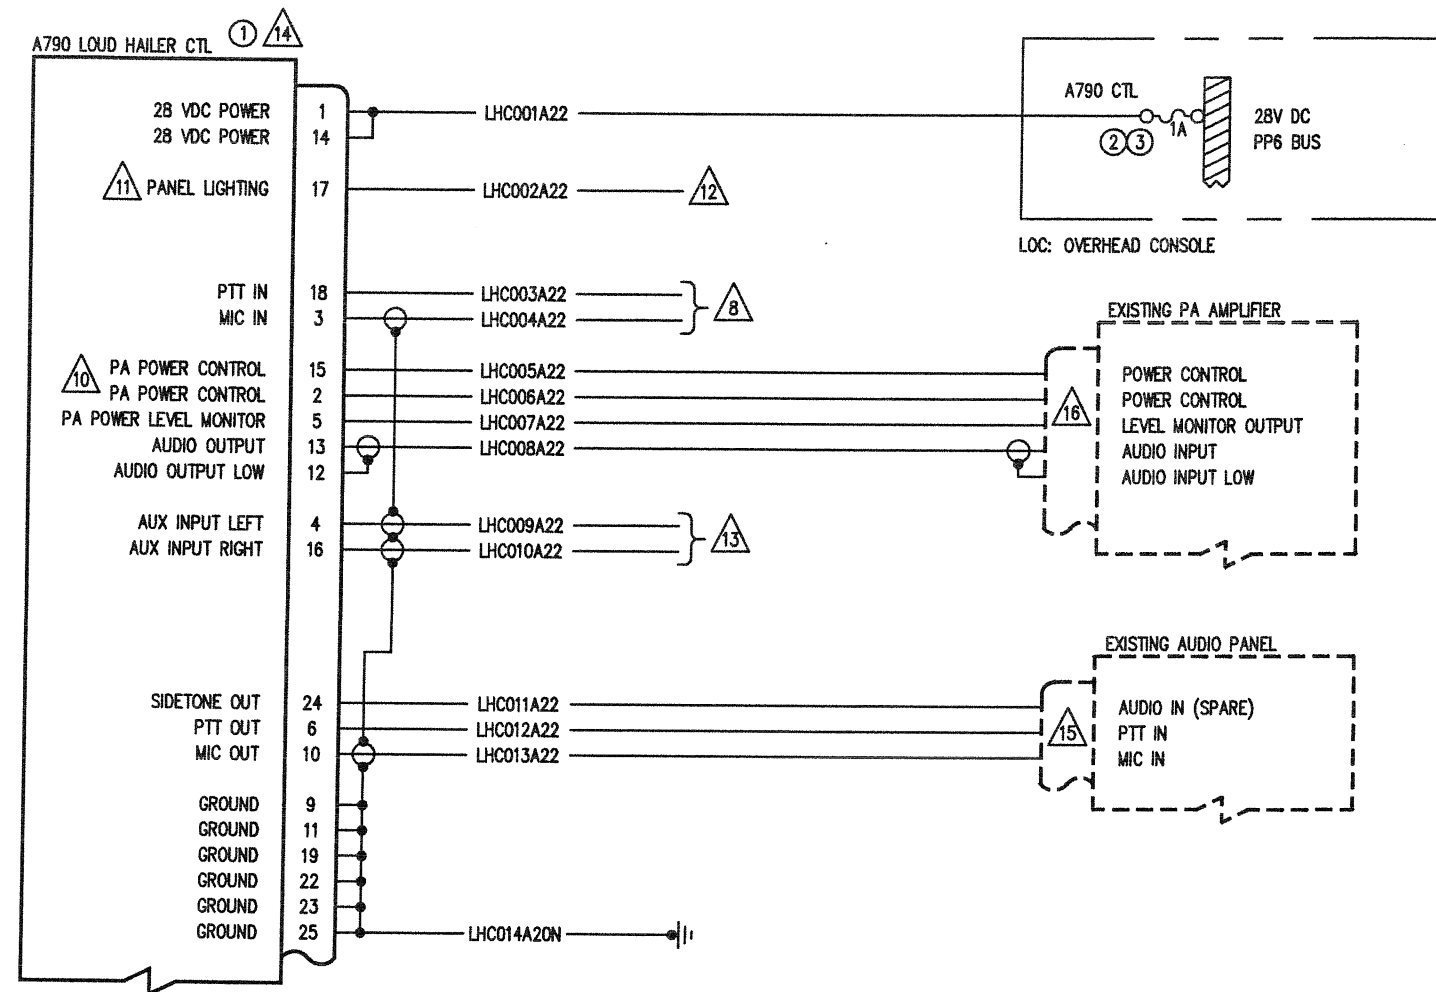 A790 LOUD HAILER CTL 1 14
28 VDC POWER 1 LHC001A22
28 VDC POWER 14
11 PANEL LIGHTING 17 LHC002A22 12
PTT IN 18 LHC003A22
MIC IN 3 LHC004A22
8
PA POWER CONTROL 15 LHC005A22
10
PA POWER CONTROL 2 LHC006A22
PA POWER LEVEL MONITOR 5 LHC007A22
AUDIO OUTPUT 13 LHC008A22
AUDIO OUTPUT LOW 12
AUX INPUT LEFT 4 LHC009A22
AUX INPUT RIGHT 16 LHC010A22
13
SIDETONE OUT 24 LHC011A22
PTT OUT 6 LHC012A22
MIC OUT 10 LHC013A22
GROUND 9
GROUND 11
GROUND 19
GROUND 22
GROUND 23
GROUND 25 LHC014A20N
A790 CTL
2 3 1A
28V DC
PP6 BUS
LOC: OVERHEAD CONSOLE
EXISTING PA AMPLIFIER
16
POWER CONTROL
POWER CONTROL
LEVEL MONITOR OUTPUT
AUDIO INPUT
AUDIO INPUT LOW
EXISTING AUDIO PANEL
15
AUDIO IN (SPARE)
PTT IN
MIC IN